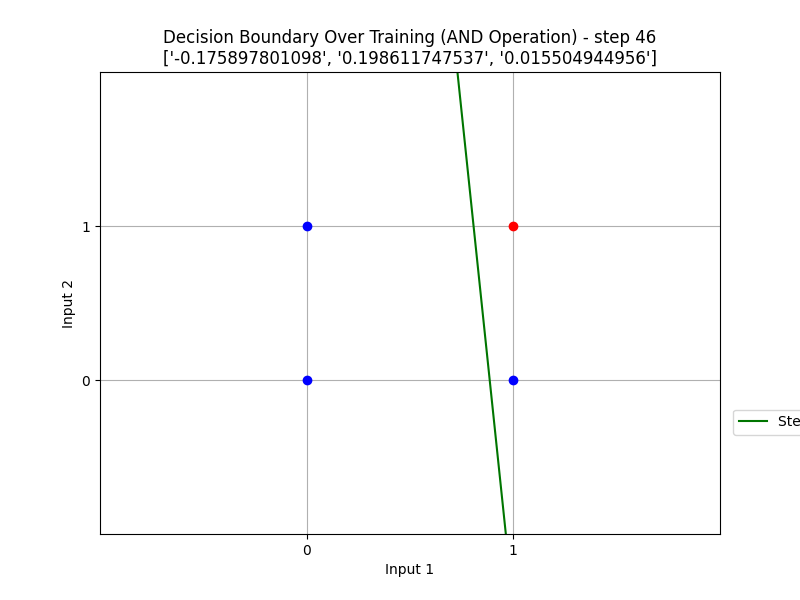 Decision Boundary Over Training (AND Operation) - step 46
['-0.175897801098', '0.198611747537', '0.015504944956']
1
0
Input 2
0
1
Input 1
Ste